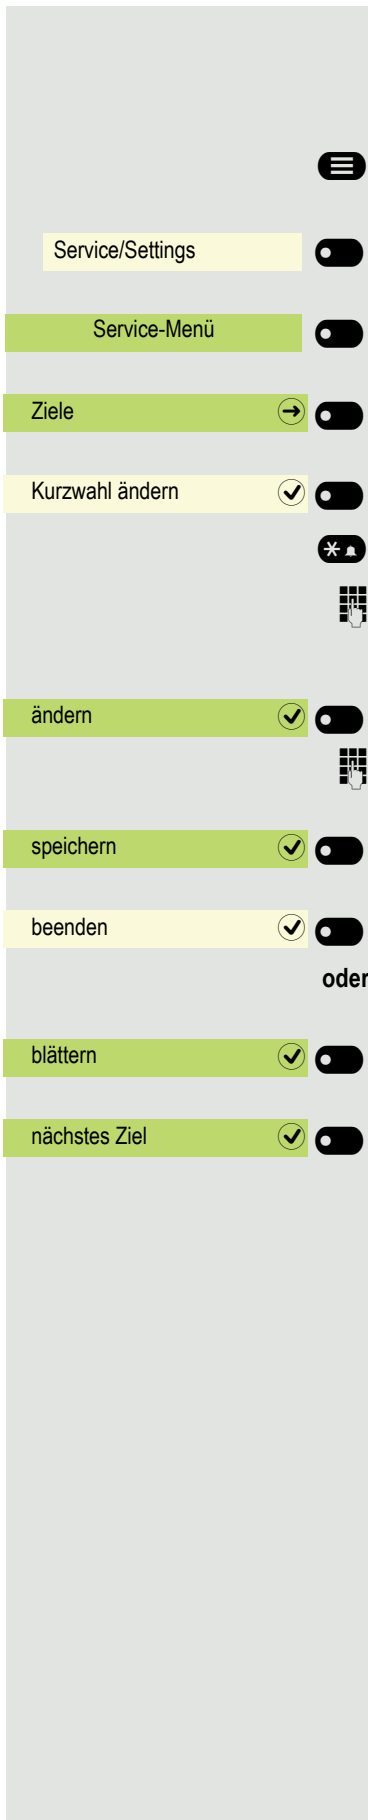 Service/Settings
Service-Menü
Ziele
Kurzwahl ändern
ändern
speichern
beenden
oder
blättern
nächstes Ziel